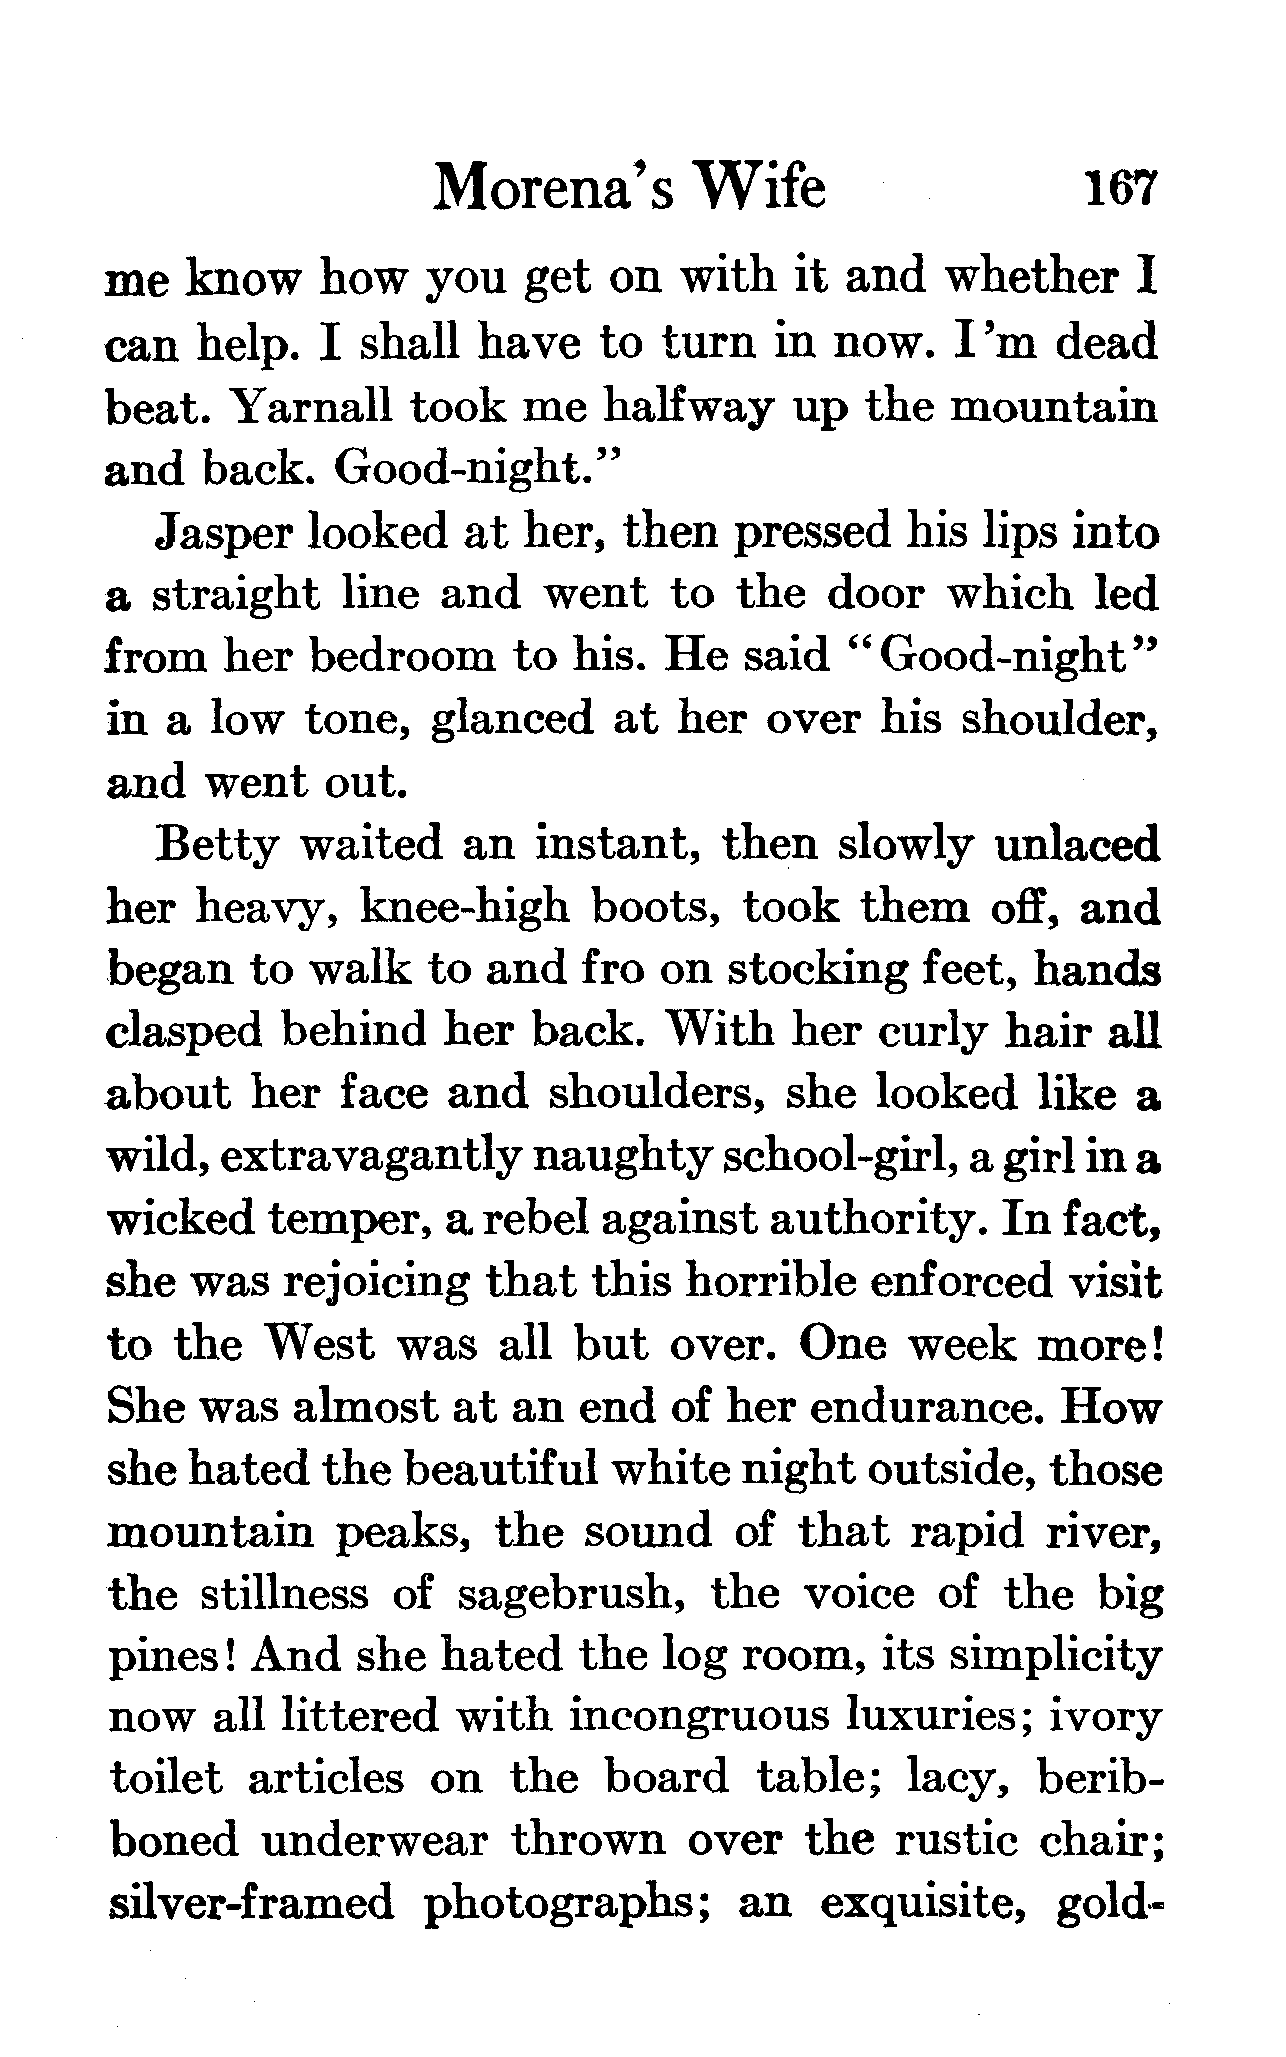 Morena's Wife 167
me know how you get on with it and whether I
can help. I shall have to turn in now. I'm dead
beat. Yarnall took me halfway up the mountain
and back. Good-night."
Jasper looked at her, then pressed his lips into
a straight line and went to the door which led
from her bedroom to his. He said "Good-night"
in a low tone, glanced at her over his shoulder,
and went out.
Betty waited an instant, then slowly unlaced
her heavy, knee-high boots, took them off, and
began to walk to and fro on stocking feet, hands
clasped behind her back. With her curly hair all
about her face and shoulders, she looked like a
wild, extravagantly naughty school-girl, a girl in a
wicked temper, a rebel against authority. In fact,
she was rejoicing that this horrible enforced visit
to the West was all but over. One week more!
She was almost at an end of her endurance. How
she hated the beautiful white night outside, those
mountain peaks, the sound of that rapid river,
the stillness of sagebrush, the voice of the big
pines! And she hated the log room, its simplicity
now all littered with incongruous luxuries; ivory
toilet articles on the board table; lacy, berib-
boned underwear thrown over the rustic chair;
silver-framed photographs; an exquisite, gold-